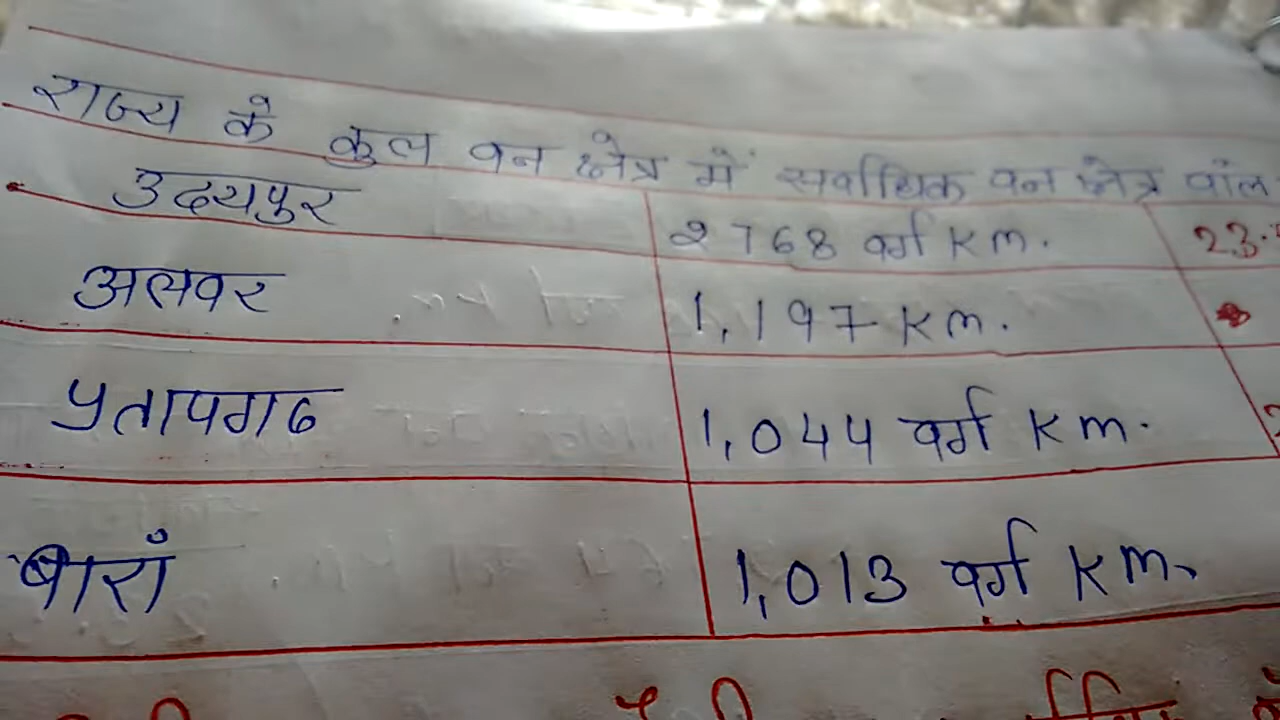 राज्य के कुल वन क्षेत्र में सर्वाधिक वन क्षेत्र वाल
उदयपुर 2768 वर्ग Km. 23.
अलवर 1,197 Km.
प्रतापगढ 1,044 वर्ग Km.
बारां 1,013 वर्ग Km.